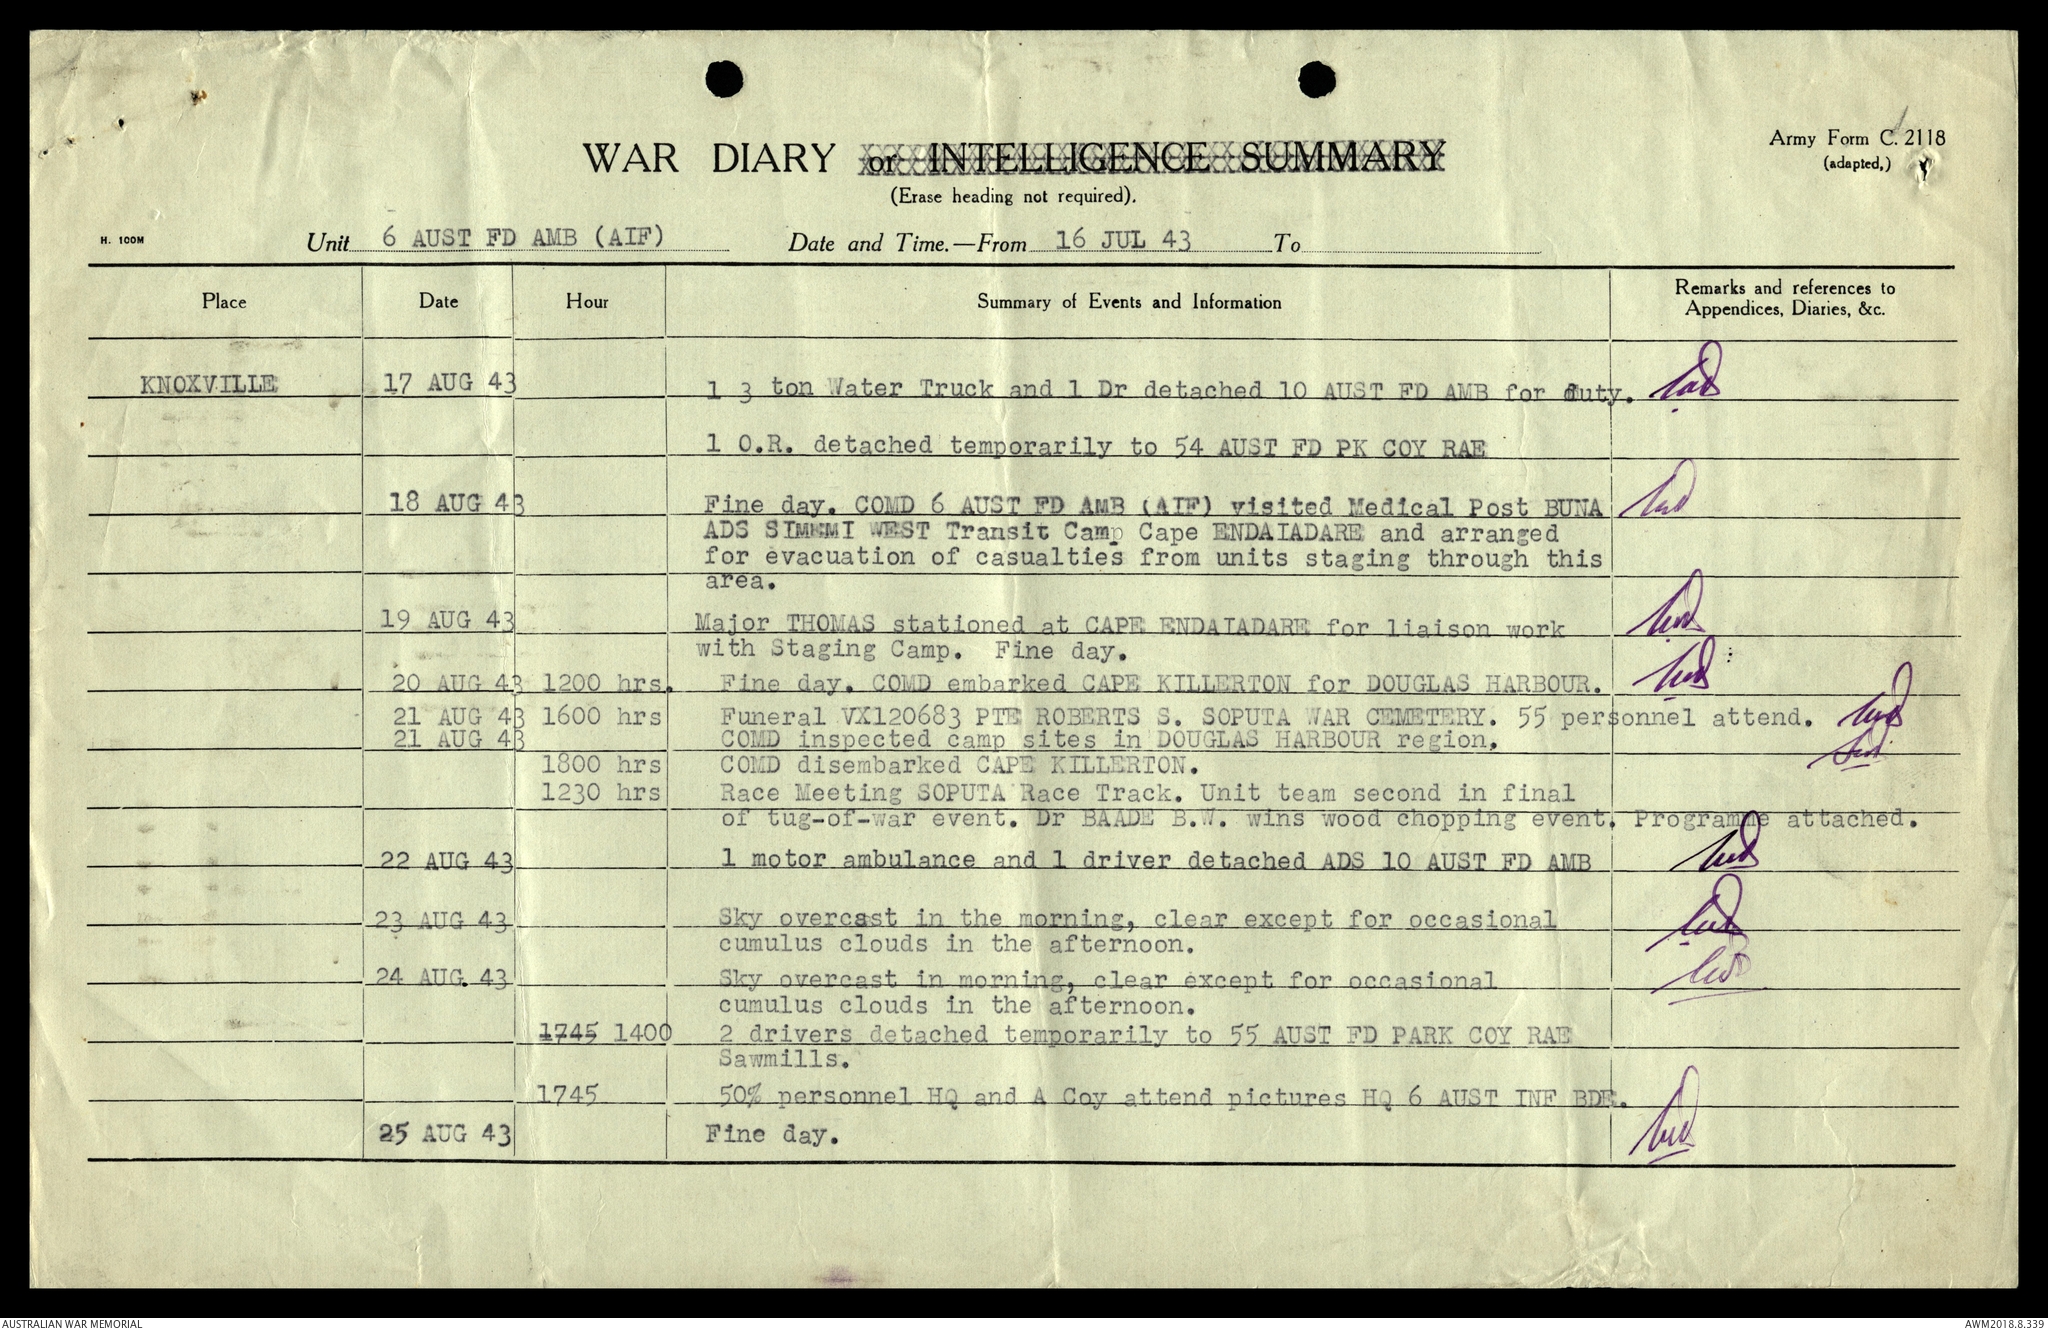 Army Form C. 2118
(adapted,)
WAR DIARY or INTELLIGENCE SUMMARY
(Erase heading not required).
H. 100M
Unit 6 AUST FD AMB (AIF) Date and Time.—From 16 JUL 43 To
Place Date Hour Summary of Events and Information Remarks and references to
Appendices, Diaries, &c.
KNOXVILLE 17 AUG 43 1 3 ton Water Truck and 1 Dr detached 10 AUST FD AMB for duty.
1 O.R. detached temporarily to 54 AUST FD PK COY RAE
18 AUG 43 Fine day. COMD 6 AUST FD AMB (AIF) visited Medical Post BUNA
ADS SIMEMI WEST Transit Camp Cape ENDAIADARE and arranged
for evacuation of casualties from units staging through this
area.
19 AUG 43 Major THOMAS stationed at CAPE ENDAIADARE for liaison work
with Staging Camp. Fine day.
20 AUG 43 1200 hrs. Fine day. COMD embarked CAPE KILLERTON for DOUGLAS HARBOUR.
21 AUG 43 1600 hrs Funeral VX120683 PTE ROBERTS S. SOPUTA WAR CEMETERY. 55 personnel attend.
21 AUG 43 COMD inspected camp sites in DOUGLAS HARBOUR region.
1800 hrs COMD disembarked CAPE KILLERTON.
1230 hrs Race Meeting SOPUTA Race Track. Unit team second in final
of tug-of-war event. Dr BAADE B.W. wins wood chopping event. Programme attached.
22 AUG 43 1 motor ambulance and 1 driver detached ADS 10 AUST FD AMB
23 AUG 43 Sky overcast in the morning, clear except for occasional
cumulus clouds in the afternoon.
24 AUG 43 Sky overcast in morning, clear except for occasional
cumulus clouds in the afternoon.
1745 1400 2 drivers detached temporarily to 55 AUST FD PARK COY RAE
Sawmills.
1745 50% personnel HQ and A Coy attend pictures HQ 6 AUST INF BDE.
25 AUG 43 Fine day.
AUSTRALIAN WAR MEMORIAL AWM2018.8.339